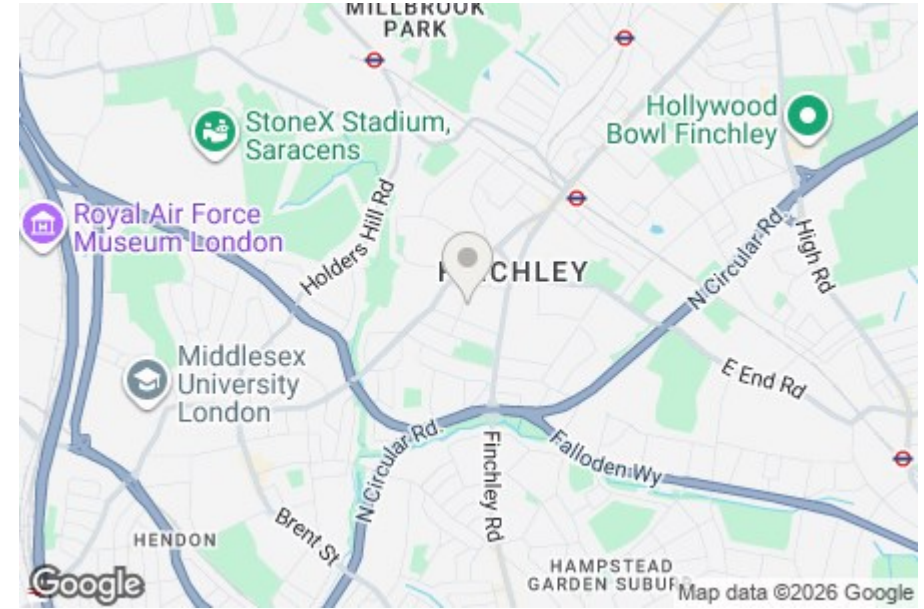 MILLBROOK
PARK
StoneX Stadium,
Saracens
Hollywood
Bowl Finchley
Royal Air Force
Museum London
Holders Hill Rd
High Rd
N Circular Rd.
Middlesex
University
London
E End Rd
N Circular Rd.
Finchley Rd
Falloden Wy
Brent St
HENDON
HAMPSTEAD
GARDEN SUBURB
Google
Map data ©2026 Google